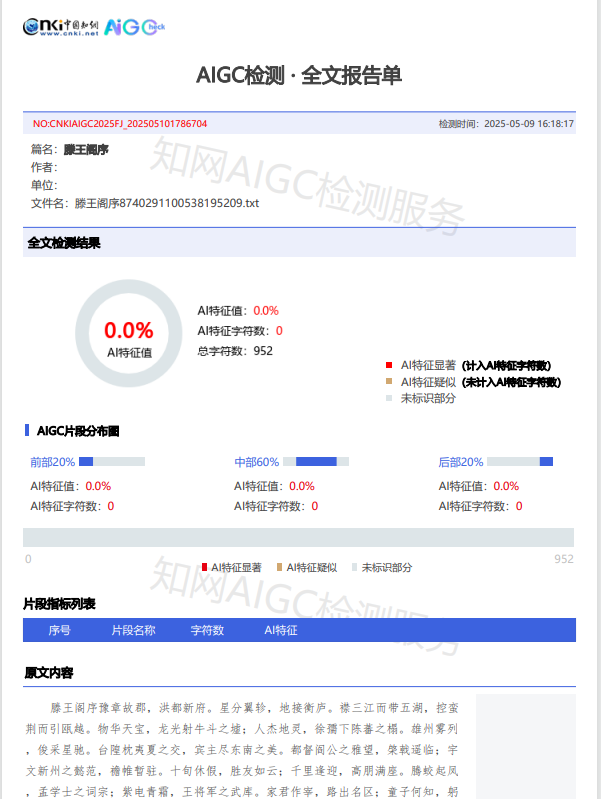 Cnki中国知网 AIGC Check
www.cnki.net
AIGC检测 · 全文报告单
NO:CNKIAIGC2025FJ_202505101786704 检测时间：2025-05-09 16:18:17
篇名：滕王阁序
作者：
单位：
文件名：滕王阁序8740291100538195209.txt
知网AIGC检测服务
全文检测结果
0.0%
AI特征值
AI特征值：0.0%
AI特征字符数：0
总字符数：952
AI特征显著（计入AI特征字符数）
AI特征疑似（未计入AI特征字符数）
未标识部分
AIGC片段分布图
前部20% 中部60% 后部20%
AI特征值：0.0% AI特征值：0.0% AI特征值：0.0%
AI特征字符数：0 AI特征字符数：0 AI特征字符数：0
0 952
AI特征显著 AI特征疑似 未标识部分
知网AIGC检测服务
片段指标列表
序号 片段名称 字符数 AI特征
原文内容
滕王阁序豫章故郡，洪都新府。星分翼轸，地接衡庐。襟三江而带五湖，控蛮
荆而引瓯越。物华天宝，龙光射牛斗之墟；人杰地灵，徐孺下陈蕃之榻。雄州雾列
，俊采星驰。台隍枕夷夏之交，宾主尽东南之美。都督阎公之雅望，棨戟遥临；宇
文新州之懿范，襜帷暂驻。十旬休假，胜友如云；千里逢迎，高朋满座。腾蛟起凤
，孟学士之词宗；紫电青霜，王将军之武库。家君作宰，路出名区；童子何知，躬